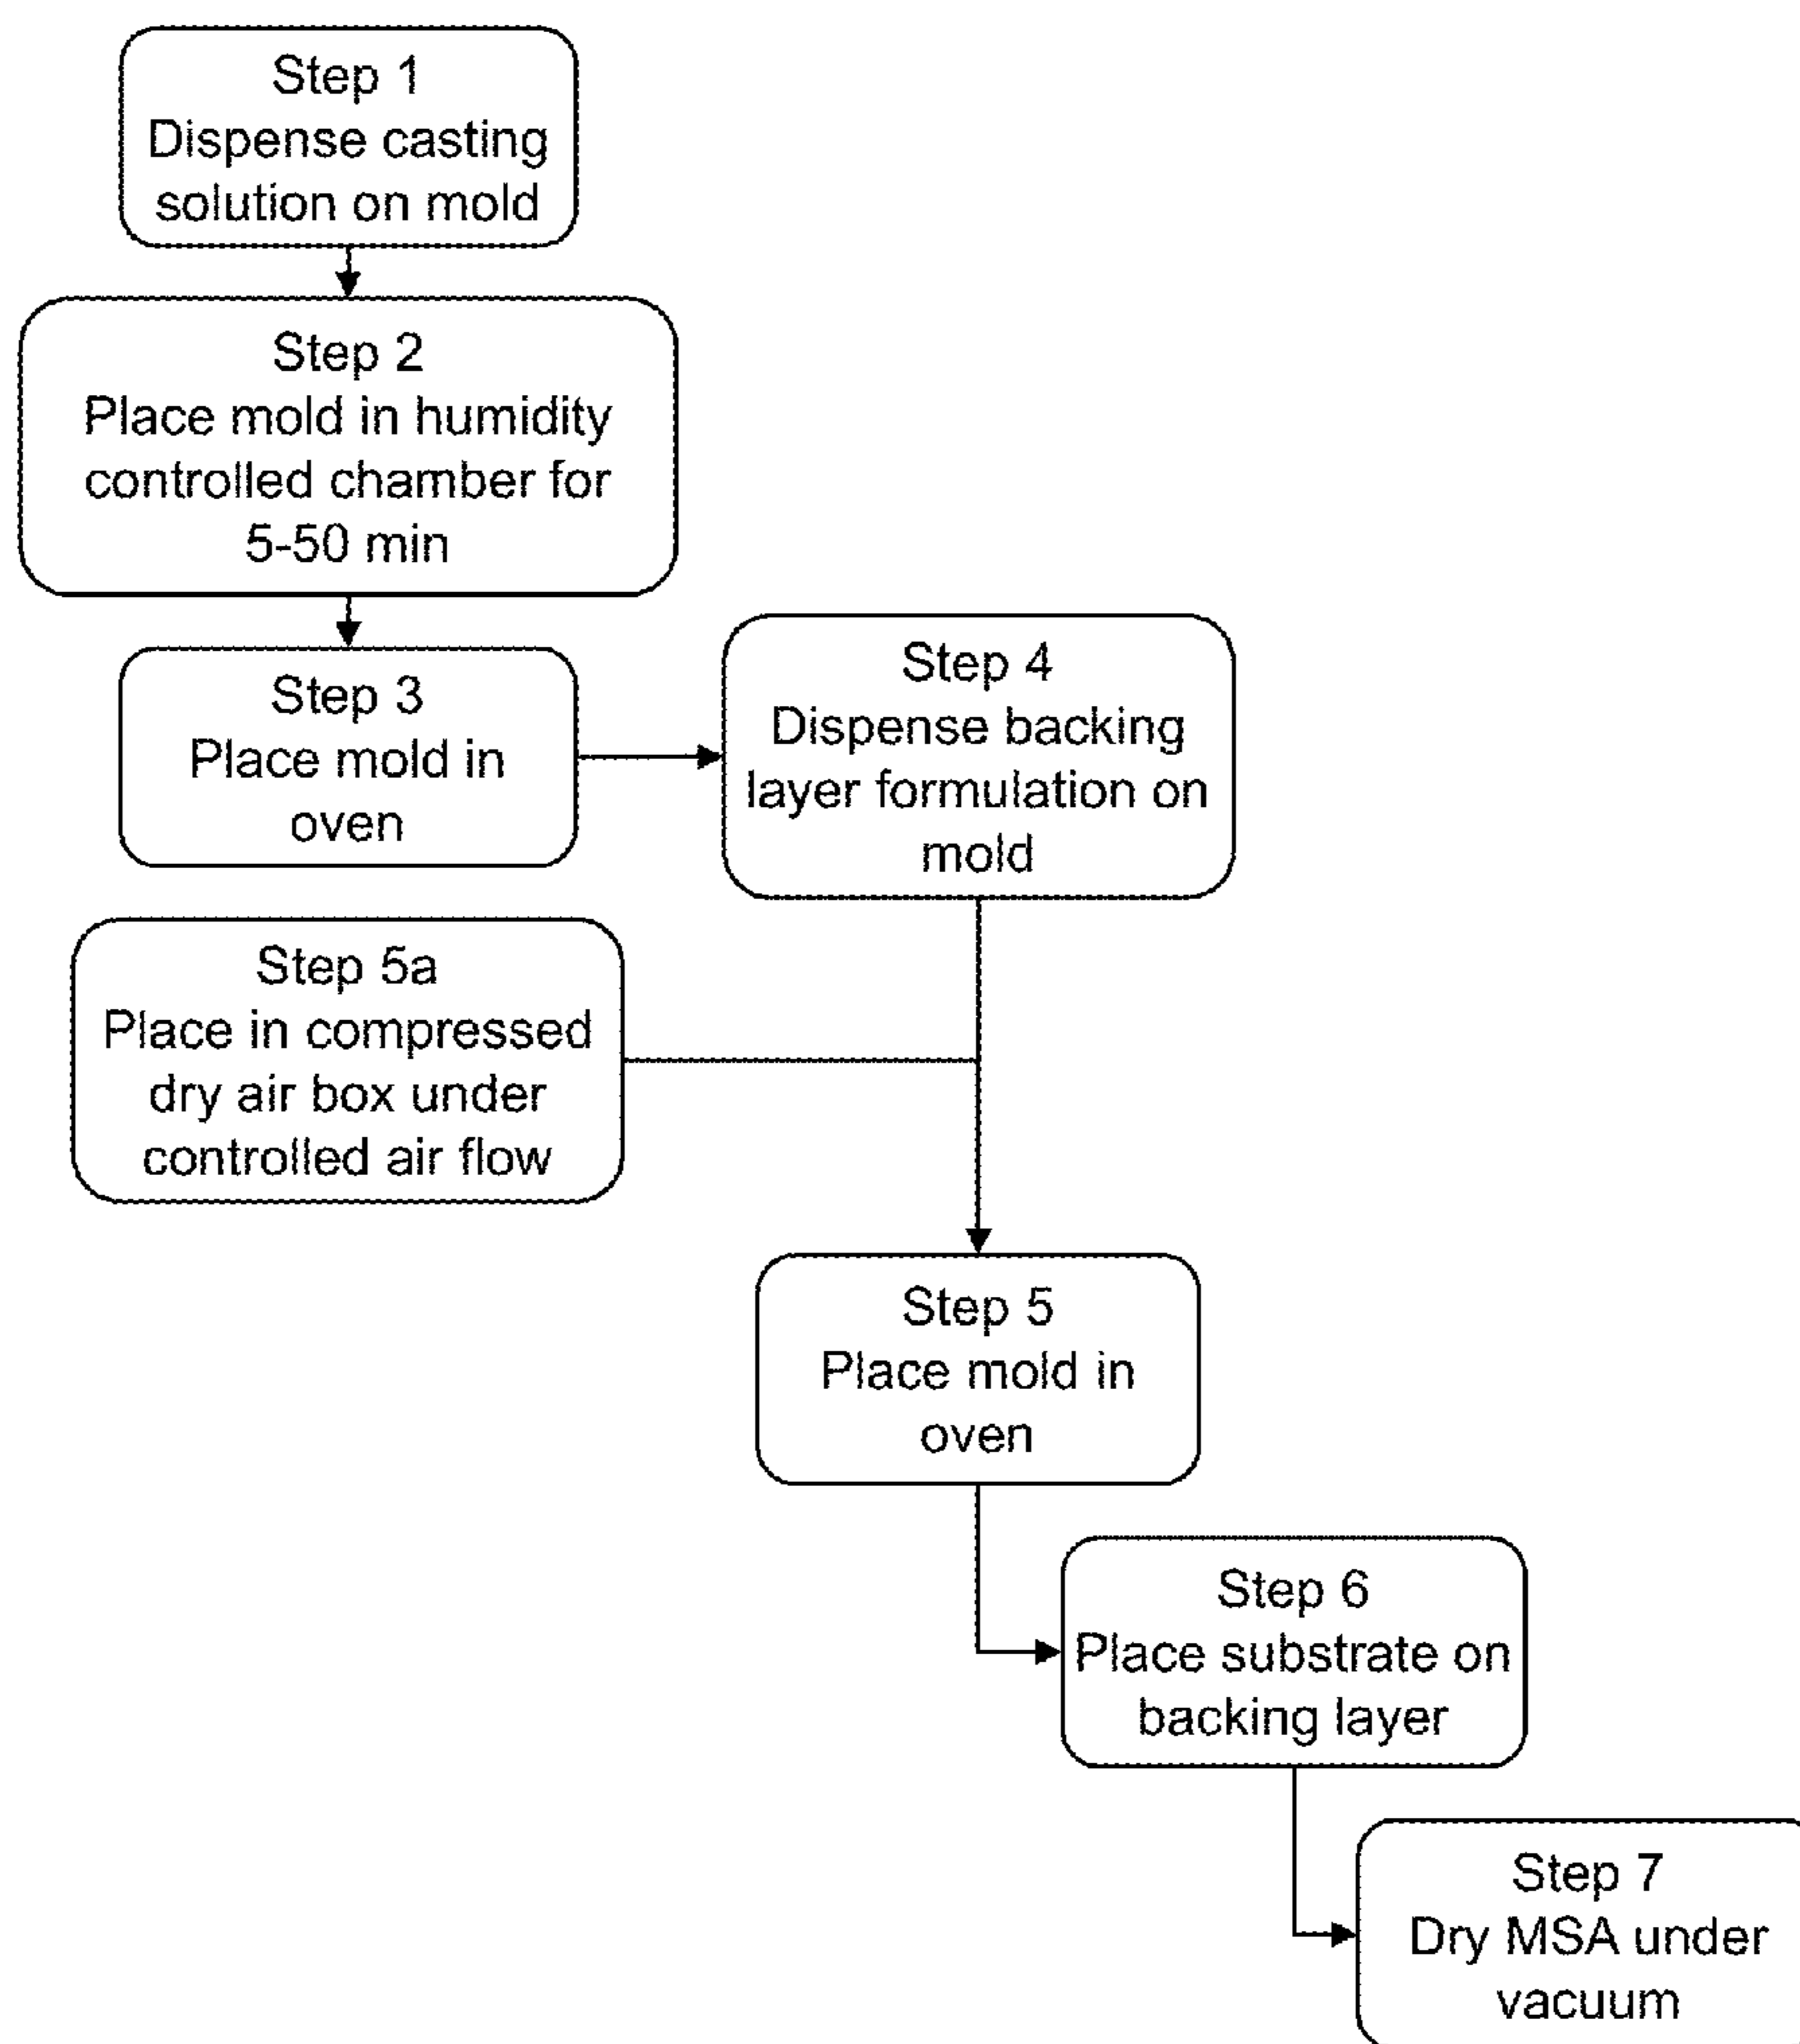 Step 1
Dispense casting
solution on mold
Step 2
Place mold in humidity
controlled chamber for
5-50 min
Step 3
Place mold in
oven
Step 4
Dispense backing
layer formulation on
mold
Step 5a
Place in compressed
dry air box under
controlled air flow
Step 5
Place mold in
oven
Step 6
Place substrate on
backing layer
Step 7
Dry MSA under
vacuum